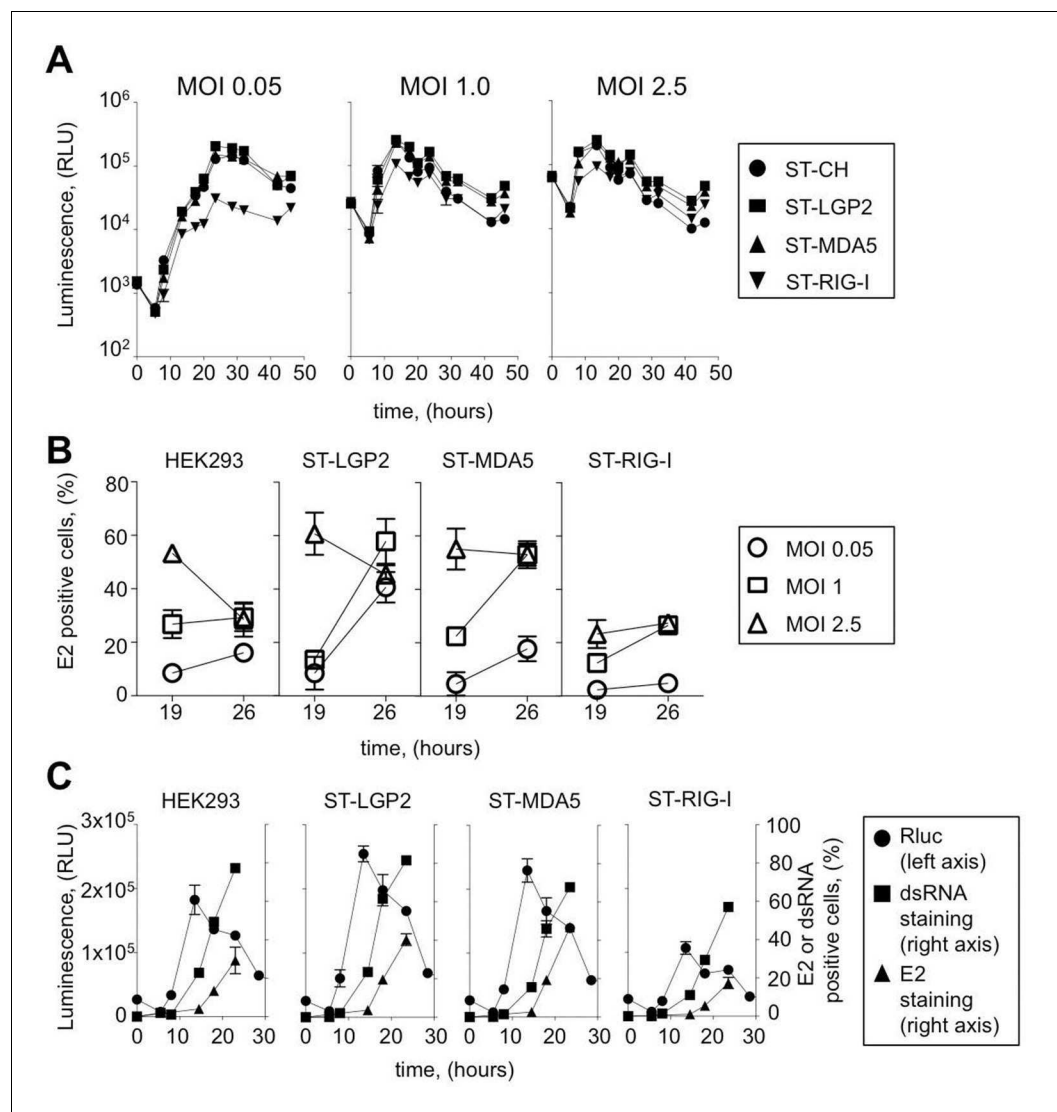 A
MOI 0.05
MOI 1.0
MOI 2.5
Luminescence, (RLU)
10⁶
10⁵
10⁴
10³
10²
0 10 20 30 40 50
0 10 20 30 40 50
0 10 20 30 40 50
time, (hours)
ST-CH
ST-LGP2
ST-MDA5
ST-RIG-I
B
HEK293
ST-LGP2
ST-MDA5
ST-RIG-I
E2 positive cells, (%)
80
60
40
20
0
19 26
19 26
19 26
19 26
time, (hours)
MOI 0.05
MOI 1
MOI 2.5
C
HEK293
ST-LGP2
ST-MDA5
ST-RIG-I
Luminescence, (RLU)
3x10⁵
2x10⁵
1x10⁵
0
0 10 20 30
0 10 20 30
0 10 20 30
0 10 20 30
time, (hours)
100
80
60
40
20
0
E2 or dsRNA
positive cells, (%)
Rluc
(left axis)
dsRNA
staining
(right axis)
E2
staining
(right axis)